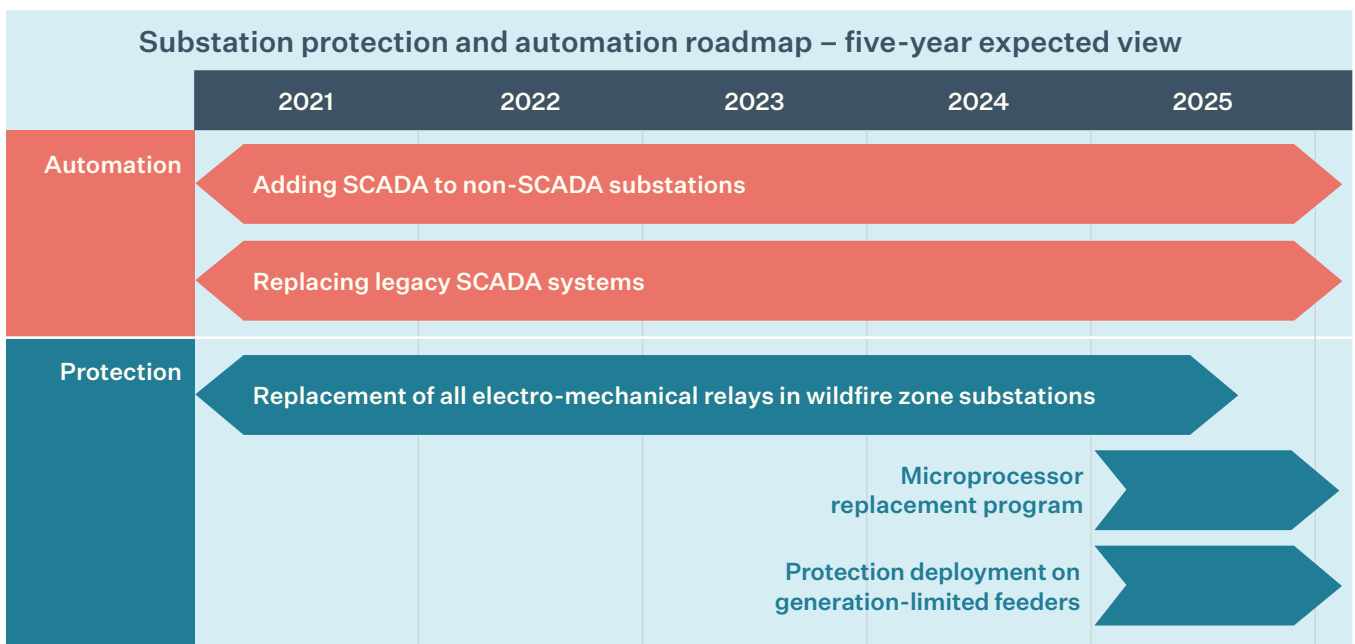 Substation protection and automation roadmap – five-year expected view
2021 2022 2023 2024 2025
Automation
Adding SCADA to non-SCADA substations
Replacing legacy SCADA systems
Protection
Replacement of all electro-mechanical relays in wildfire zone substations
Microprocessor
replacement program
Protection deployment on
generation-limited feeders